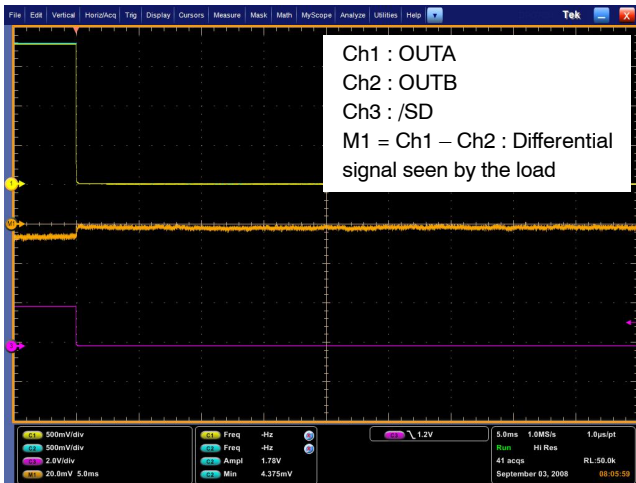 File Edit Vertical Horiz/Acq Trig Display Cursors Measure Mask Math MyScope Analyze Utilities Help Tek X
Ch1 : OUTA
Ch2 : OUTB
Ch3 : /SD
M1 = Ch1 – Ch2 : Differential
signal seen by the load
1
M1
3
C1 500mV/div
C2 500mV/div
C3 2.0V/div
M1 20.0mV 5.0ms
C1 Freq -Hz
C2 Freq -Hz
C2 Ampl 1.78V
C2 Min 4.375mV
C3 1.2V
5.0ms 1.0MS/s 1.0µs/pt
Run Hi Res
41 acqs RL:50.0k
September 03, 2008 08:05:59